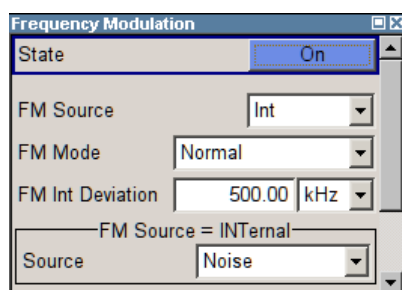 Frequency Modulation
State On
FM Source Int
FM Mode Normal
FM Int Deviation 500.00 kHz
FM Source = INTernal
Source Noise